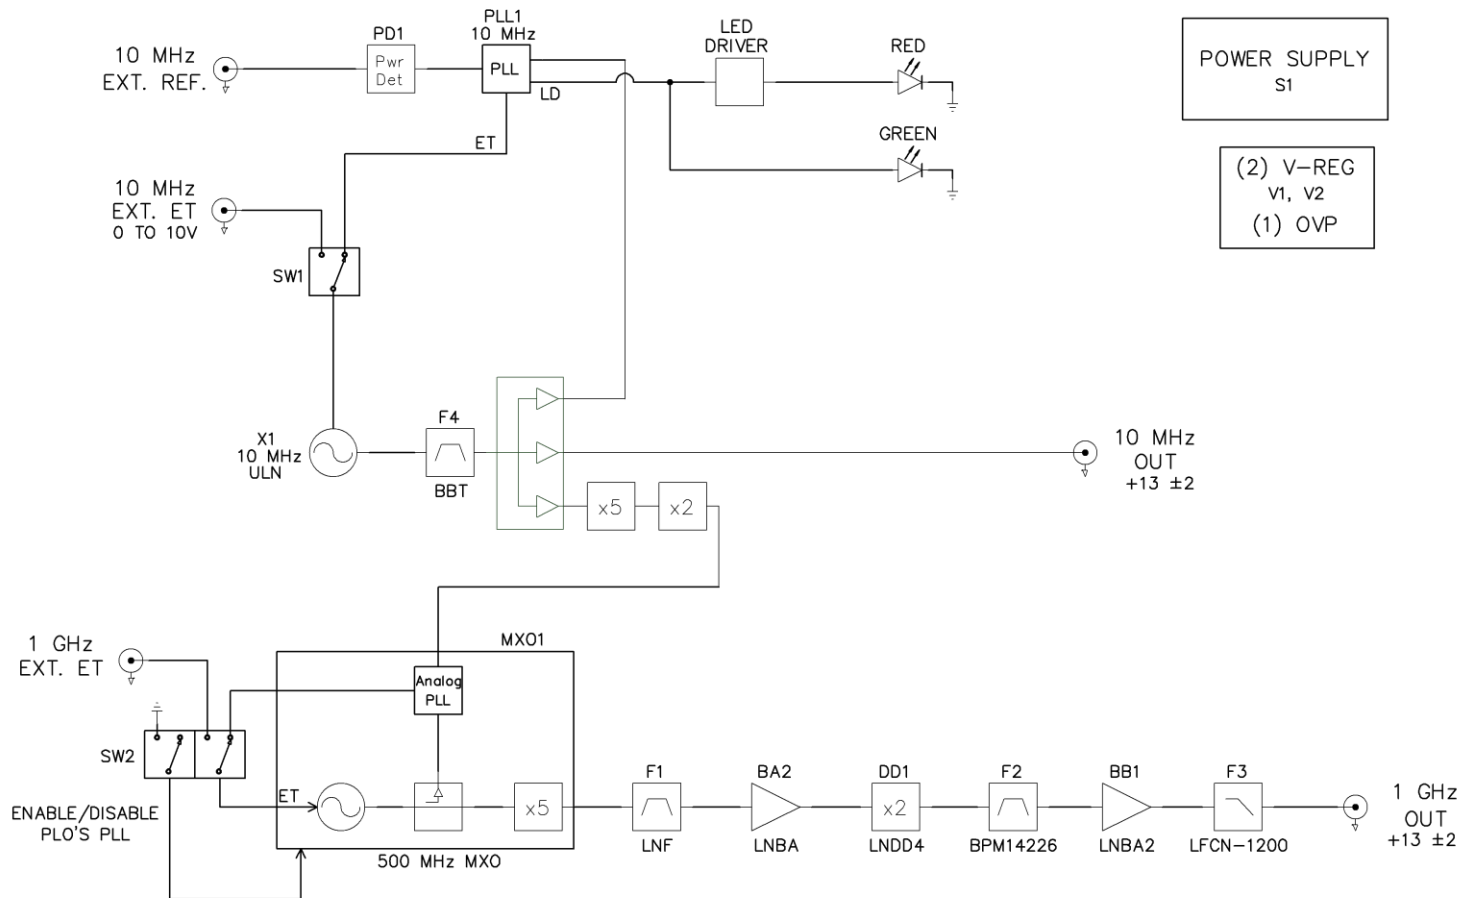 PLL1
10 MHz
PLL
LD
ET
PD1
Pwr
Det
10 MHz
EXT. REF.
LED
DRIVER
RED
GREEN
POWER SUPPLY
S1
(2) V-REG
V1, V2
(1) OVP
10 MHz
EXT. ET
0 TO 10V
SW1
X1
10 MHz
ULN
F4
BBT
x5
x2
10 MHz
OUT
+13 ±2
1 GHz
EXT. ET
SW2
ENABLE/DISABLE
PLO'S PLL
MXO1
Analog
PLL
ET
x5
500 MHz MXO
F1
LNF
BA2
LNBA
DD1
x2
LNDD4
F2
BPM14226
BB1
LNBA2
F3
LFCN-1200
1 GHz
OUT
+13 ±2